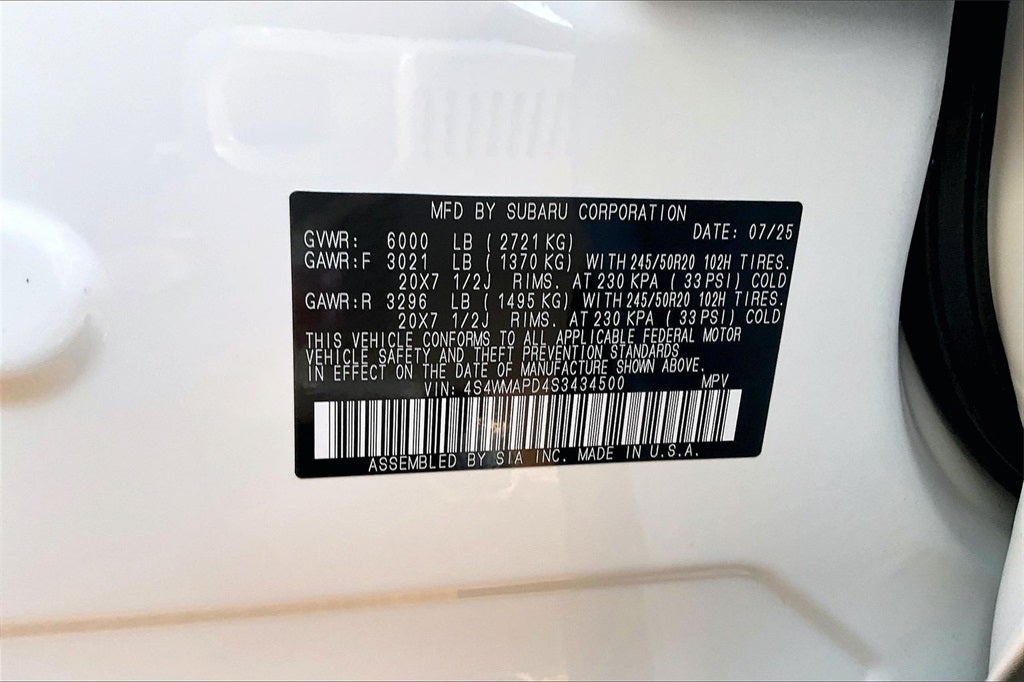 MFD BY SUBARU CORPORATION
DATE: 07/25
GVWR: 6000 LB ( 2721 KG)
GAWR:F 3021 LB ( 1370 KG) WITH 245/50R20 102H TIRES.
20X7 1/2J RIMS. AT 230 KPA ( 33 PSI) COLD
GAWR:R 3296 LB ( 1495 KG) WITH 245/50R20 102H TIRES.
20X7 1/2J RIMS. AT 230 KPA ( 33 PSI) COLD
THIS VEHICLE CONFORMS TO ALL APPLICABLE FEDERAL MOTOR
VEHICLE SAFETY AND THEFT PREVENTION STANDARDS
IN EFFECT ON THE DATE OF MANUFACTURE SHOWN ABOVE.
VIN: 4S4WMAPD4S3434500 MPV
ASSEMBLED BY SIA INC. MADE IN U.S.A.